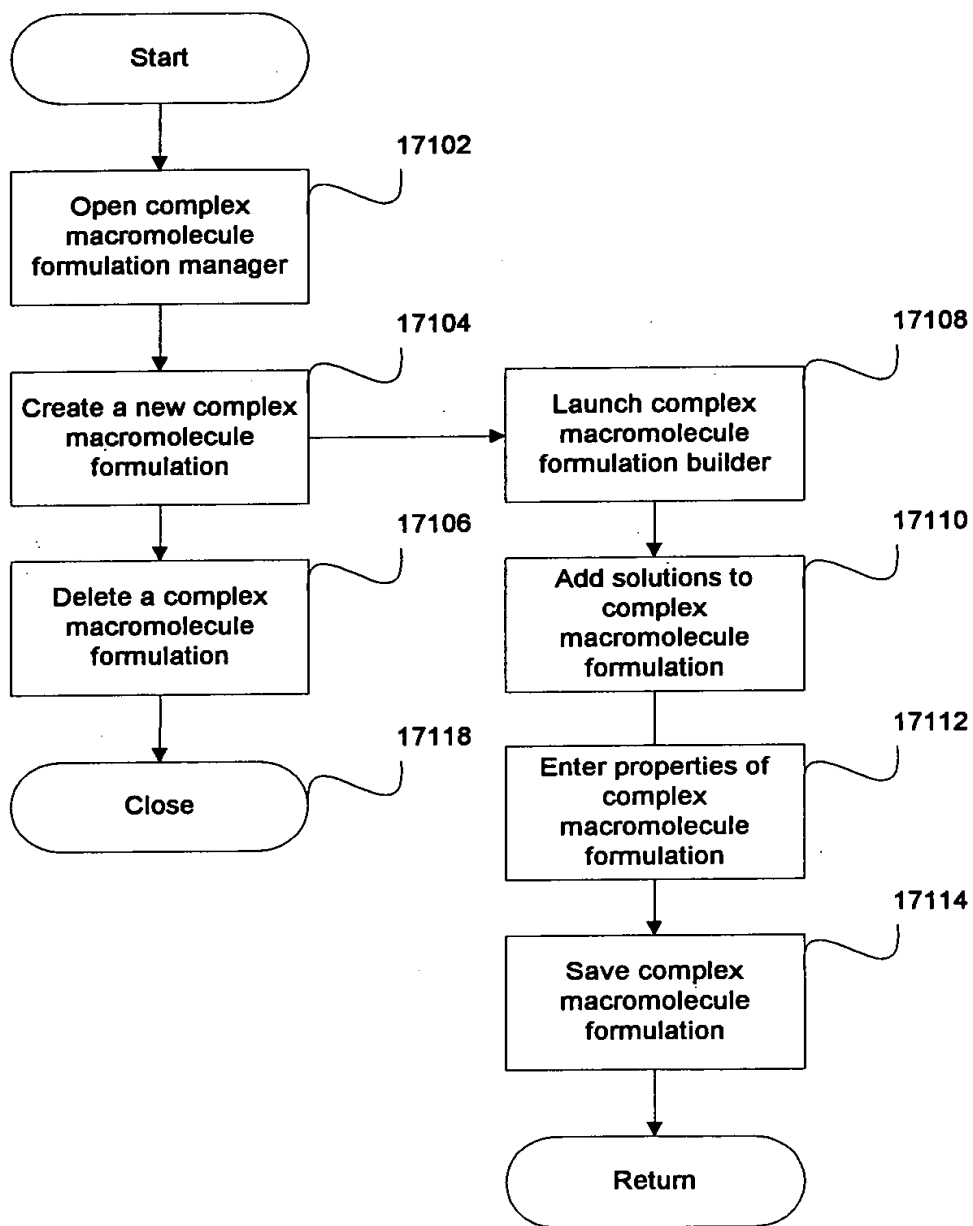 Start
17102
Open complex
macromolecule
formulation manager
17104
Create a new complex
macromolecule
formulation
17106
Delete a complex
macromolecule
formulation
17118
Close
17108
Launch complex
macromolecule
formulation builder
17110
Add solutions to
complex
macromolecule
formulation
17112
Enter properties of
complex
macromolecule
formulation
17114
Save complex
macromolecule
formulation
Return